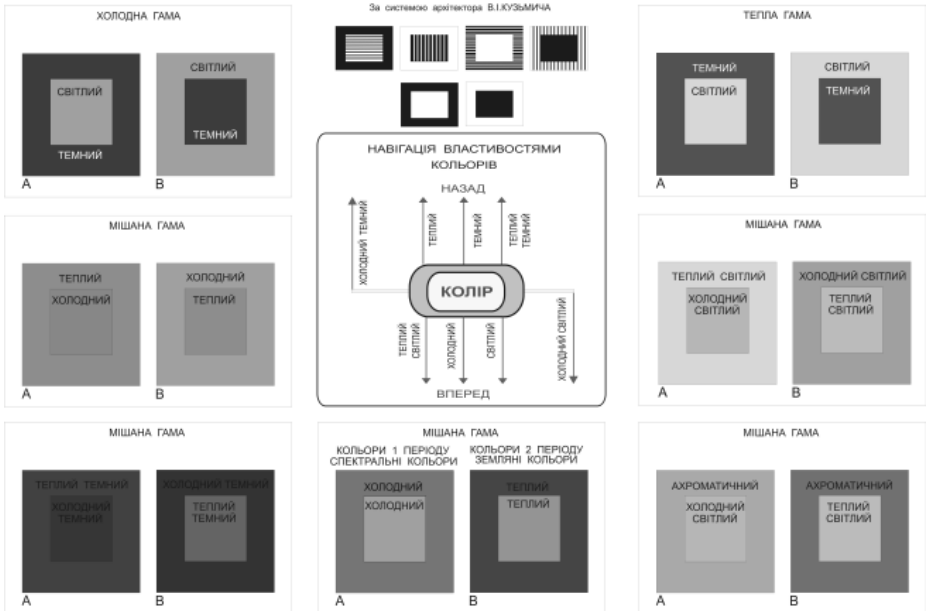 За системою архітектора В.І.КУЗЬМИЧА
ХОЛОДНА ГАМА
СВІТЛИЙ
ТЕМНИЙ
A
СВІТЛИЙ
ТЕМНИЙ
B
ТЕПЛА ГАМА
ТЕМНИЙ
СВІТЛИЙ
A
СВІТЛИЙ
ТЕМНИЙ
B
НАВІГАЦІЯ ВЛАСТИВОСТЯМИ
КОЛЬОРІВ
НАЗАД
ХОЛОДНИЙ ТЕМНИЙ
ТЕПЛИЙ
ТЕМНИЙ
ТЕПЛИЙ
ТЕМНИЙ
КОЛІР
ТЕПЛИЙ
СВІТЛИЙ
ХОЛОДНИЙ
СВІТЛИЙ
ХОЛОДНИЙ СВІТЛИЙ
ВПЕРЕД
МІШАНА ГАМА
ТЕПЛИЙ
ХОЛОДНИЙ
A
ХОЛОДНИЙ
ТЕПЛИЙ
B
МІШАНА ГАМА
ТЕПЛИЙ СВІТЛИЙ
ХОЛОДНИЙ
СВІТЛИЙ
A
ХОЛОДНИЙ СВІТЛИЙ
ТЕПЛИЙ
СВІТЛИЙ
B
МІШАНА ГАМА
ТЕПЛИЙ ТЕМНИЙ
ХОЛОДНИЙ
ТЕМНИЙ
A
ХОЛОДНИЙ ТЕМНИЙ
ТЕПЛИЙ
ТЕМНИЙ
B
МІШАНА ГАМА
КОЛЬОРИ 1 ПЕРІОДУ
СПЕКТРАЛЬНІ КОЛЬОРИ
ХОЛОДНИЙ
ХОЛОДНИЙ
A
КОЛЬОРИ 2 ПЕРІОДУ
ЗЕМЛЯНІ КОЛЬОРИ
ТЕПЛИЙ
ТЕПЛИЙ
B
МІШАНА ГАМА
АХРОМАТИЧНИЙ
ХОЛОДНИЙ
СВІТЛИЙ
A
АХРОМАТИЧНИЙ
ТЕПЛИЙ
СВІТЛИЙ
B